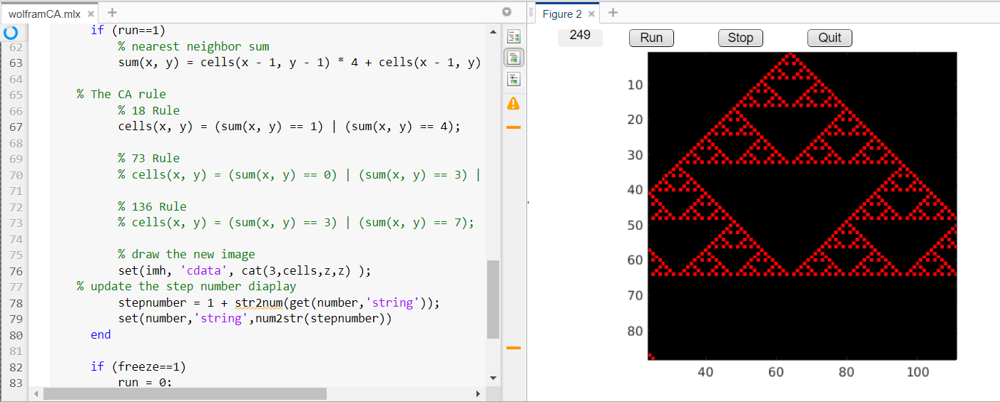 wolframCA.mlx × +
if (run==1)
62 % nearest neighbor sum
63 sum(x, y) = cells(x - 1, y - 1) * 4 + cells(x - 1, y)
64
65 % The CA rule
66 % 18 Rule
67 cells(x, y) = (sum(x, y) == 1) | (sum(x, y) == 4);
68
69 % 73 Rule
70 % cells(x, y) = (sum(x, y) == 0) | (sum(x, y) == 3) |
71
72 % 136 Rule
73 % cells(x, y) = (sum(x, y) == 3) | (sum(x, y) == 7);
74
75 % draw the new image
76 set(imh, 'cdata', cat(3,cells,z,z) );
77 % update the step number diaplay
78 stepnumber = 1 + str2num(get(number,'string'));
79 set(number,'string',num2str(stepnumber))
80 end
81
82 if (freeze==1)
83 run = 0;
Figure 2 × +
249 Run Stop Quit
10
20
30
40
50
60
70
80
40 60 80 100